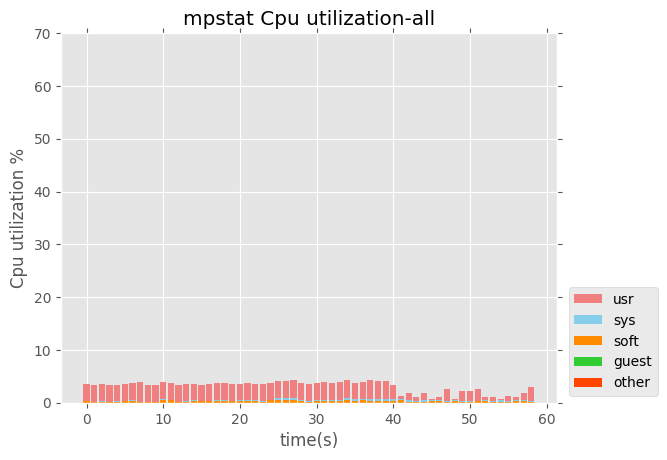 mpstat Cpu utilization-all
Cpu utilization %
70
60
50
40
30
20
10
0
0 10 20 30 40 50 60
time(s)
usr
sys
soft
guest
other